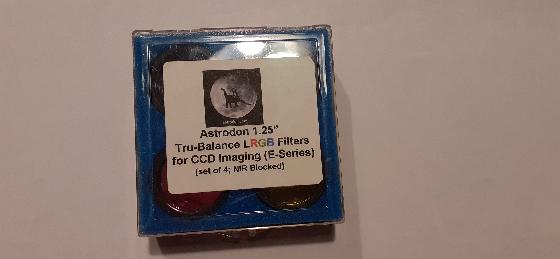 Astrodon 1.25"
Tru-Balance LRGB Filters
for CCD Imaging (E-Series)
(set of 4; NIR Blocked)